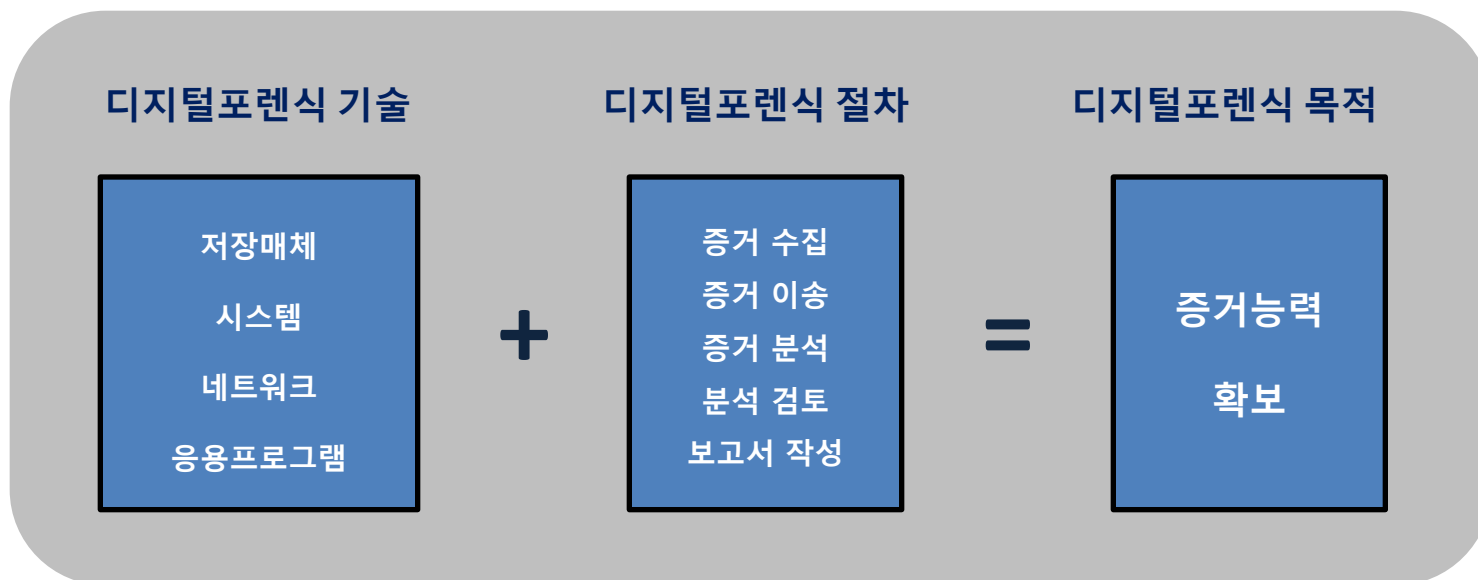 디지털포렌식 기술
저장매체
시스템
네트워크
응용프로그램
+
디지털포렌식 절차
증거 수집
증거 이송
증거 분석
분석 검토
보고서 작성
=
디지털포렌식 목적
증거능력
확보